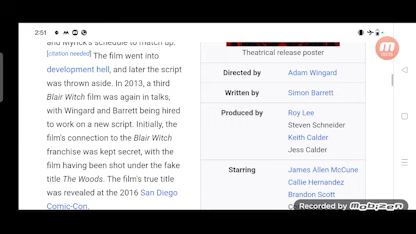 2:51
and Myrick's schedule to match up.
[citation needed] The film went into
development hell, and later the script
was thrown aside. In 2013, a third
Blair Witch film was again in talks,
with Wingard and Barrett being hired
to work on a new script. Initially, the
film's connection to the Blair Witch
franchise was kept secret, with the
film having been shot under the fake
title The Woods. The film's true title
was revealed at the 2016 San Diego
Comic-Con.
Theatrical release poster
Directed by Adam Wingard
Written by Simon Barrett
Produced by Roy Lee
Steven Schneider
Keith Calder
Jess Calder
Starring James Allen McCune
Callie Hernandez
Brandon Scott
Recorded by Mobizen